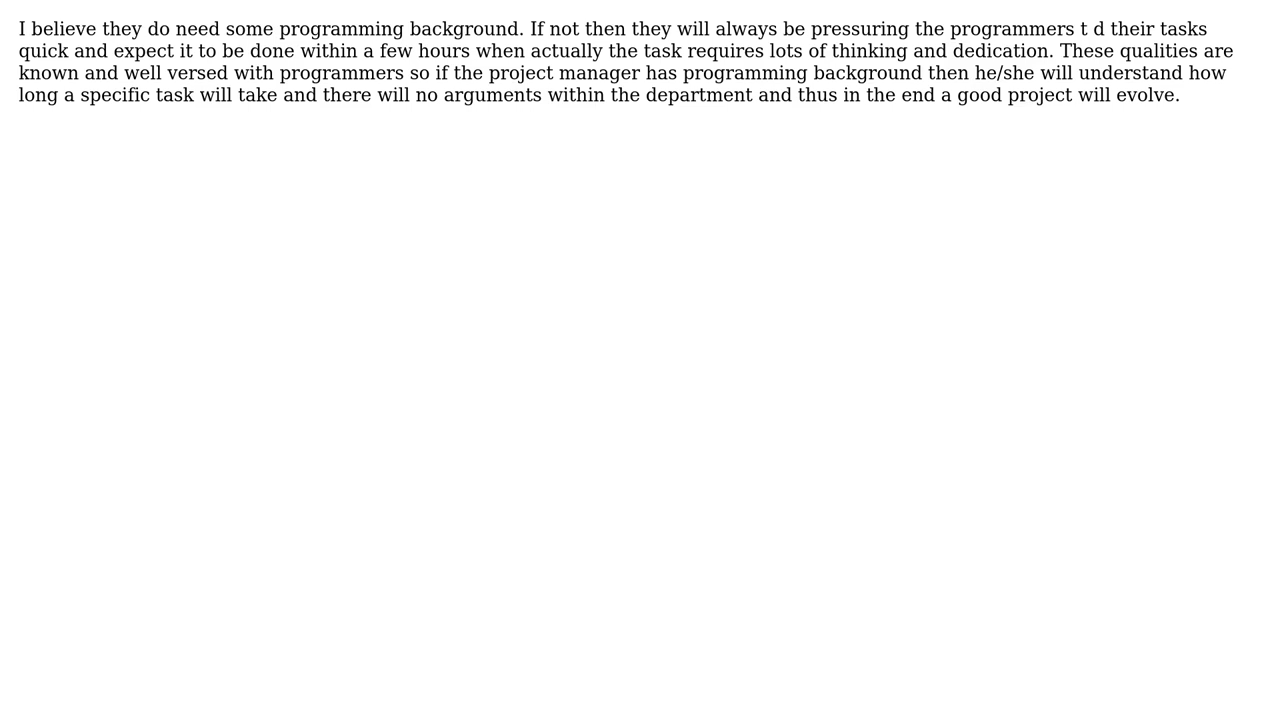 I believe they do need some programming background. If not then they will always be pressuring the programmers t d their tasks
quick and expect it to be done within a few hours when actually the task requires lots of thinking and dedication. These qualities are
known and well versed with programmers so if the project manager has programming background then he/she will understand how
long a specific task will take and there will no arguments within the department and thus in the end a good project will evolve.